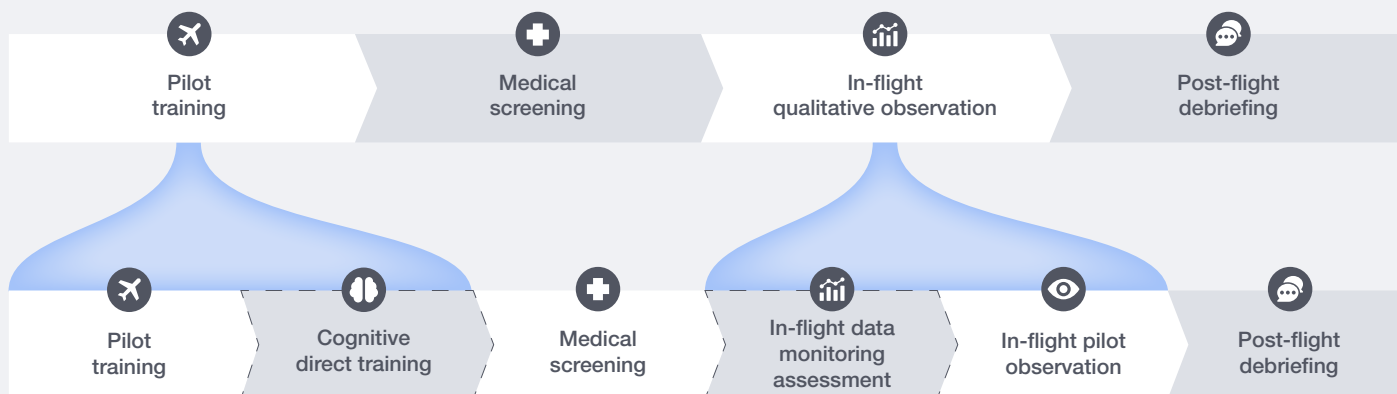 Pilot
training
Medical
screening
In-flight
qualitative observation
Post-flight
debriefing
Pilot
training
Cognitive
direct training
Medical
screening
In-flight data
monitoring
assessment
In-flight pilot
observation
Post-flight
debriefing